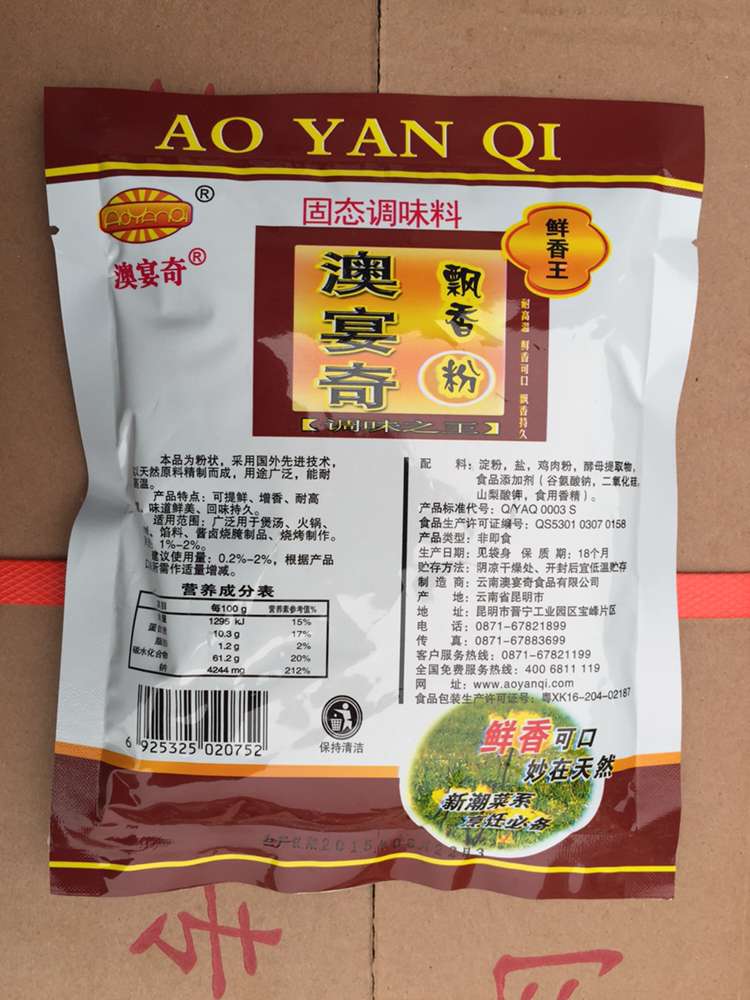 AO YAN QI
AOYANQI ®
澳宴奇®
固态调味料
鲜香王
澳宴奇
飘香粉
【调味之王】
耐高温 鲜香可口 飘香持久
本品为粉状，采用国外先进技术，
以天然原料精制而成，用途广泛，能耐
高温。
产品特点：可提鲜、增香、耐高
味道鲜美、回味持久。
适用范围：广泛用于煲汤、火锅、
馅料、酱卤烧腌制品、烧烤制作。
1%-2%。
建议使用量：0.2%-2%，根据产品
所需作适量增减。
营养成分表
每100 g 营养素参考值%
1295 kJ 15%
10.3 g 17%
1.2 g 2%
碳水化合物 61.2 g 20%
钠 4244 mg 212%
6 925325 020752
保持清洁
配 料：淀粉，盐，鸡肉粉，酵母提取物，
食品添加剂（谷氨酸钠，二氧化硅，
山梨酸钾，食用香精）。
产品标准代号：Q/YAQ 0003 S
食品生产许可证编号：QS5301 0307 0158
产品类型：非即食
生产日期：见袋身 保 质 期：18个月
贮存方法：阴凉干燥处、开封后宜低温贮存
制 造 商：云南澳宴奇食品有限公司
产 地：云南省昆明市
地 址：昆明市晋宁工业园区宝峰片区
电 话：0871-67821899
传 真：0871-67883699
客户服务热线：0871-67821199
全国免费服务热线：400 6811 119
网 址：www.aoyanqi.com
食品包装生产许可证号：粤XK16-204-02187
鲜香可口
妙在天然
新潮菜系
烹饪必备